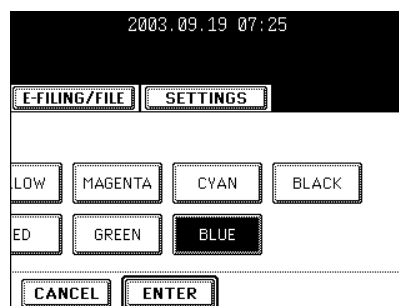 2003.09.19 07:25
E-FILING/FILE SETTINGS
LLOW MAGENTA CYAN BLACK
ED GREEN BLUE
CANCEL ENTER